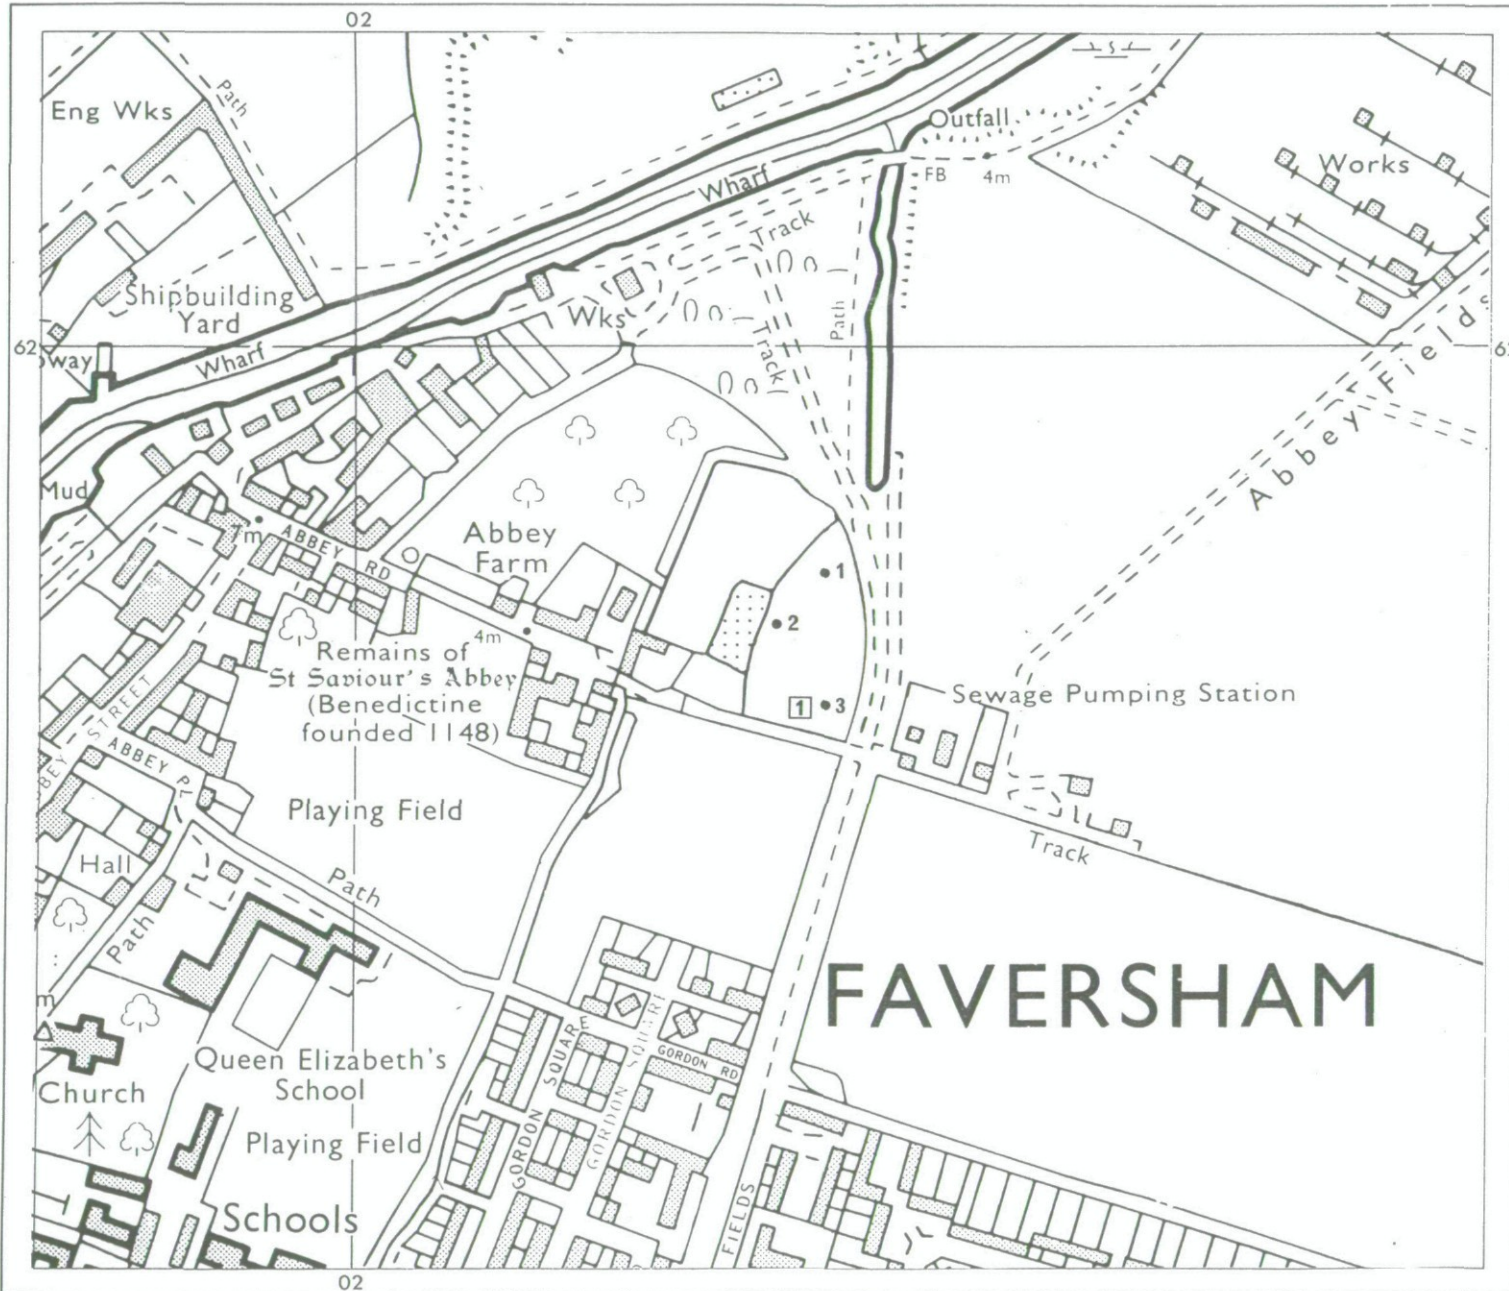 02
Eng Wks
Path
Outfall
Works
FB
4m
Wharf
Track
Shipbuilding
Yard
Wks
Path
Track
62
Wharf
Abbey Fields
Mud
7m
ABBEY RD
Abbey
Farm
1
2
4m
Remains of
St Saviour's Abbey
(Benedictine
founded 1148)
1
3
Sewage Pumping Station
STREET
ABBEY PL
Playing Field
Track
Hall
Path
Path
FAVERSHAM
m
GORDON SQUARE
GORDON SQUARE
GORDON RD
Queen Elizabeth's
School
Church
Playing Field
FIELDS
Schools
02